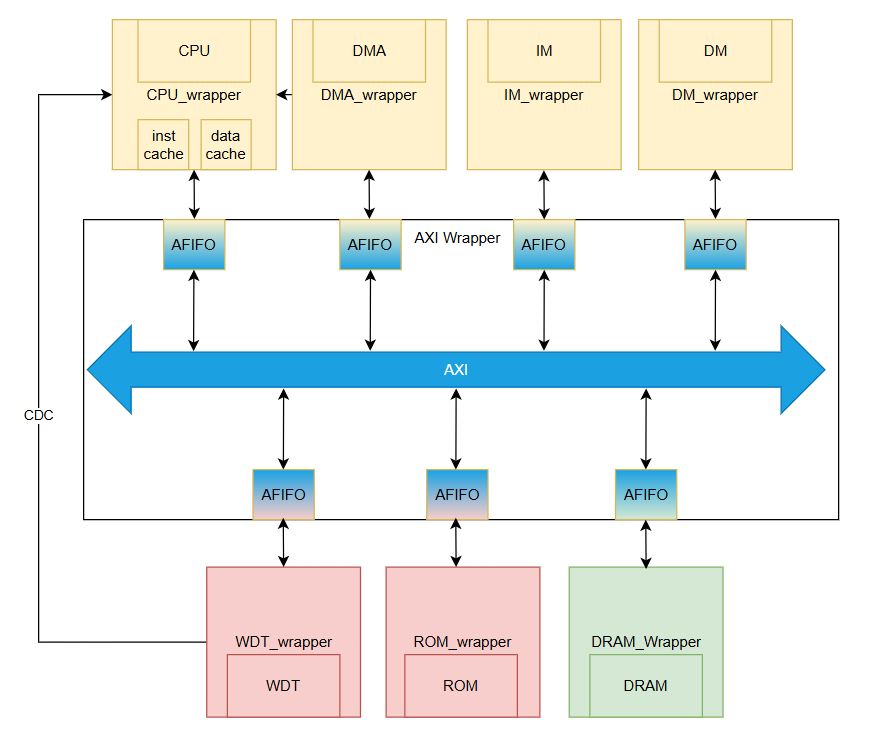 CPU
DMA
IM
DM
CPU_wrapper
DMA_wrapper
IM_wrapper
DM_wrapper
inst
cache
data
cache
AFIFO
AFIFO
AXI Wrapper
AFIFO
AFIFO
AXI
CDC
AFIFO
AFIFO
AFIFO
WDT_wrapper
ROM_wrapper
DRAM_Wrapper
WDT
ROM
DRAM